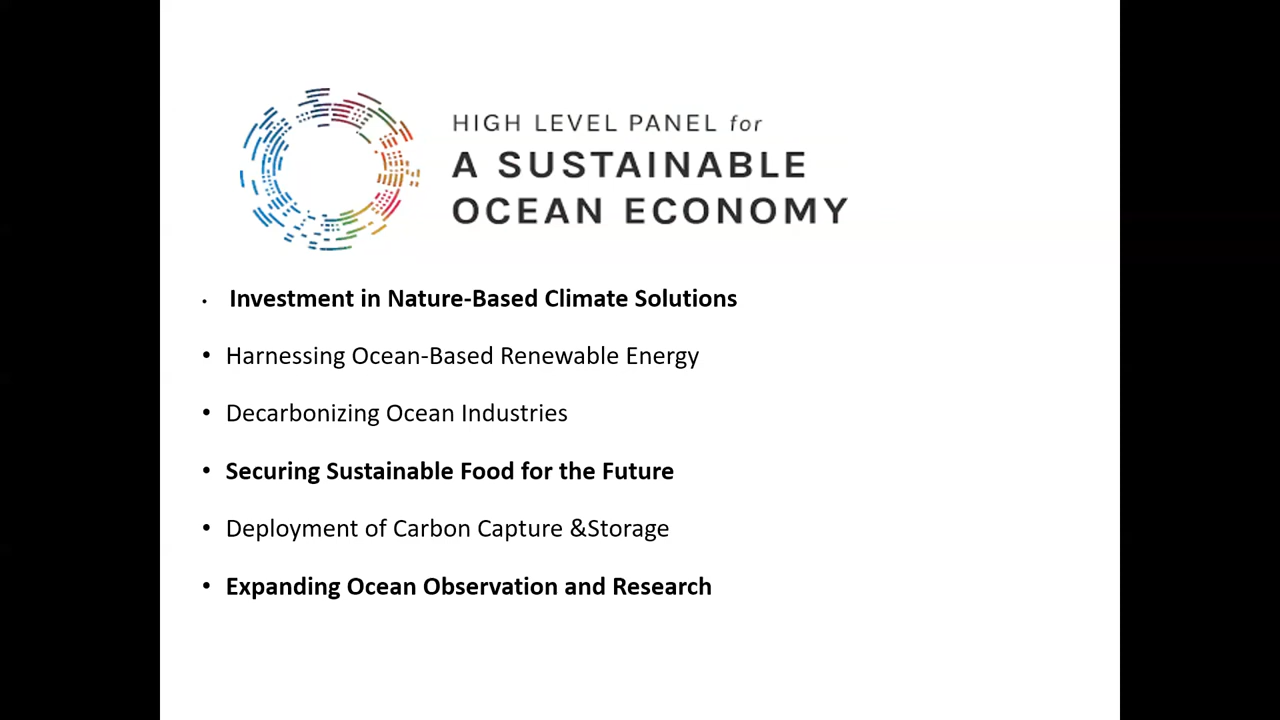 HIGH LEVEL PANEL for
A SUSTAINABLE
OCEAN ECONOMY
• Investment in Nature-Based Climate Solutions
• Harnessing Ocean-Based Renewable Energy
• Decarbonizing Ocean Industries
• Securing Sustainable Food for the Future
• Deployment of Carbon Capture &Storage
• Expanding Ocean Observation and Research